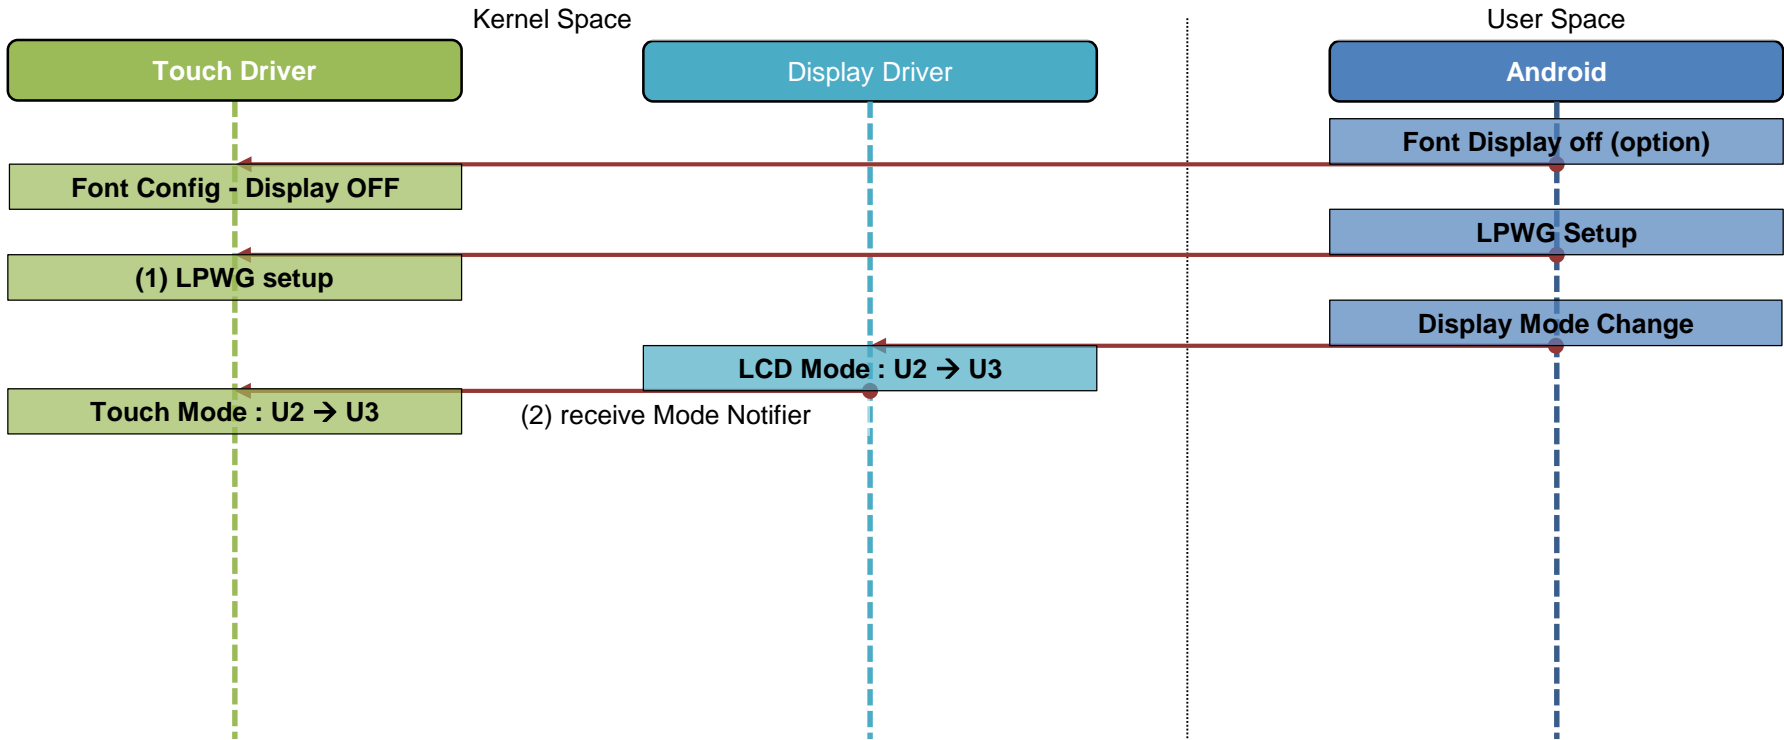 Kernel Space
User Space
Touch Driver
Display Driver
Android
Font Display off (option)
Font Config - Display OFF
LPWG Setup
(1) LPWG setup
Display Mode Change
LCD Mode : U2 → U3
Touch Mode : U2 → U3
(2) receive Mode Notifier